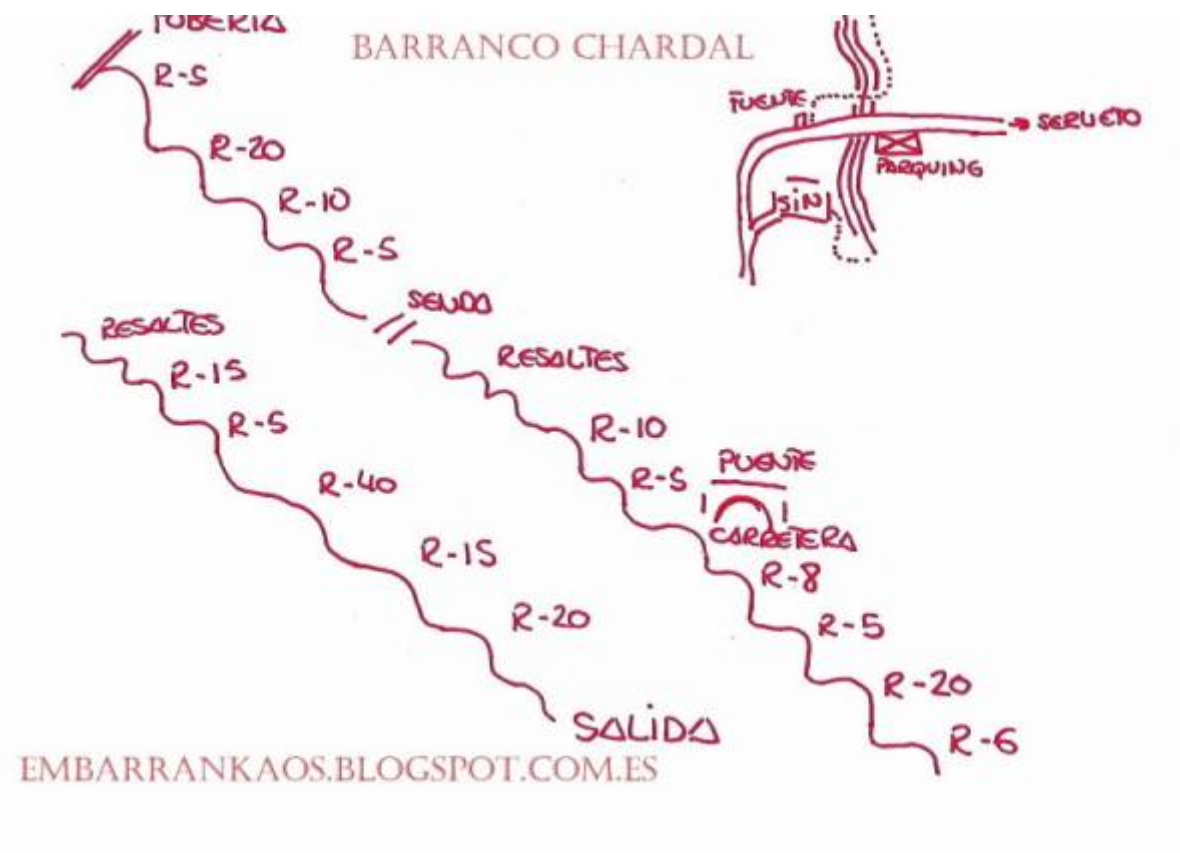 TUBERIA
BARRANCO CHARDAL
R-5
R-20
R-10
R-5
SENDA
RESALTES
R-10
R-5
PUENTE
CARRETERA
R-8
R-5
R-20
R-6
RESALTES
R-15
R-5
R-40
R-15
R-20
SALIDA
FUENTE
SERVETO
PARQUING
SiN
EMBARRANKAOS.BLOGSPOT.COM.ES